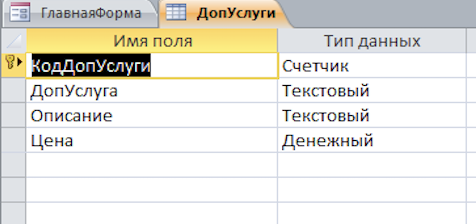 ГлавнаяФорма ДопУслуги
Имя поля Тип данных
КодДопУслуги Счетчик
ДопУслуга Текстовый
Описание Текстовый
Цена Денежный